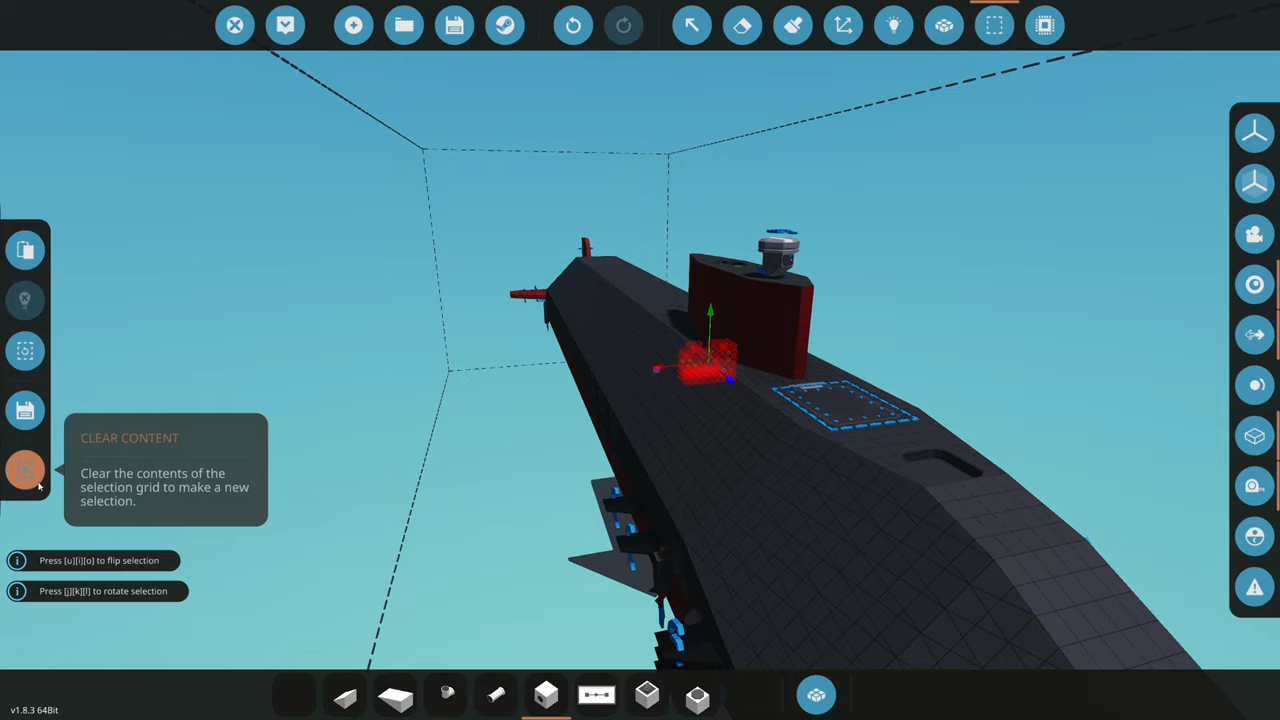 CLEAR CONTENT
Clear the contents of the
selection grid to make a new
selection.
Press [u][i][o] to flip selection
Press [j][k][l] to rotate selection
v1.8.3 64Bit